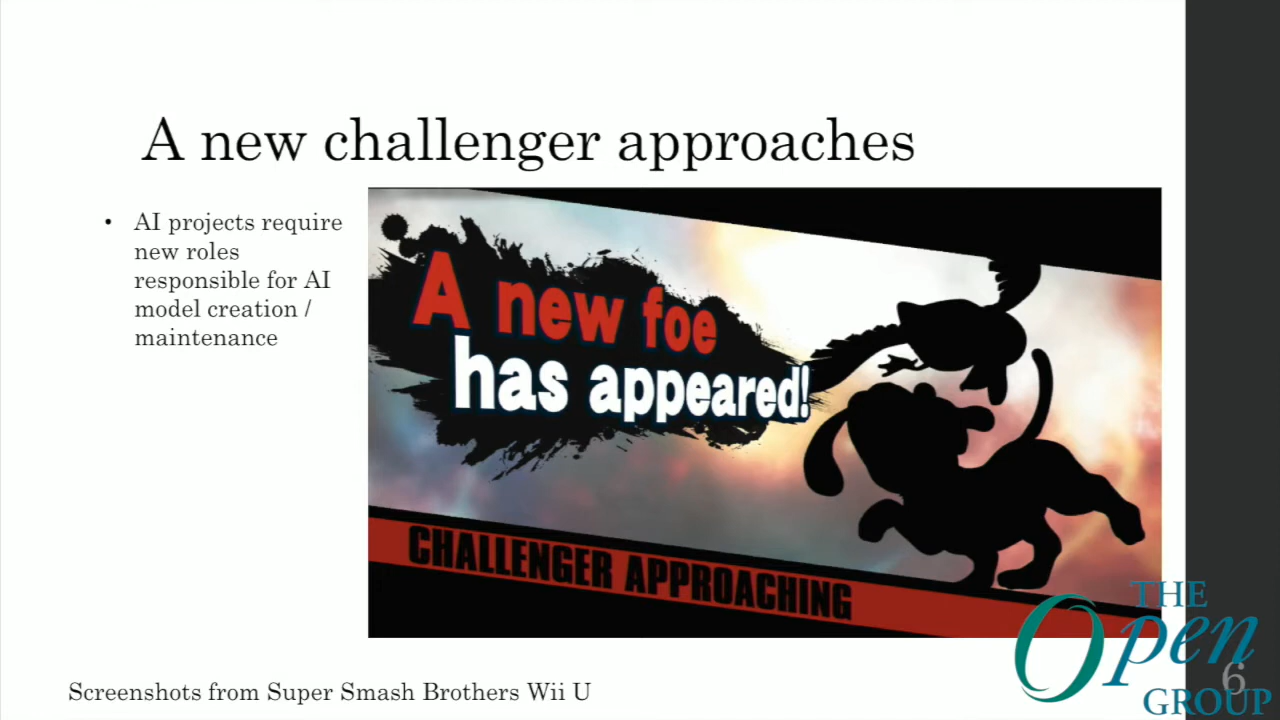 A new challenger approaches
• AI projects require
new roles
responsible for AI
model creation /
maintenance
A new foe
has appeared!
CHALLENGER APPROACHING
Screenshots from Super Smash Brothers Wii U
THE
Open
GROUP
6